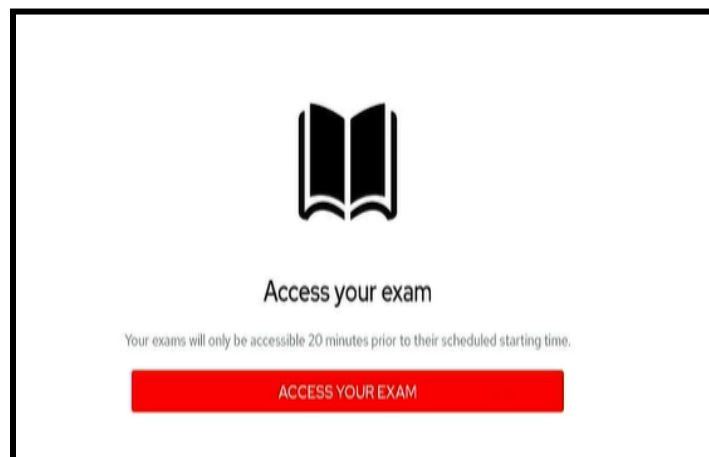 Access your exam
Your exams will only be accessible 20 minutes prior to their scheduled starting time.
ACCESS YOUR EXAM